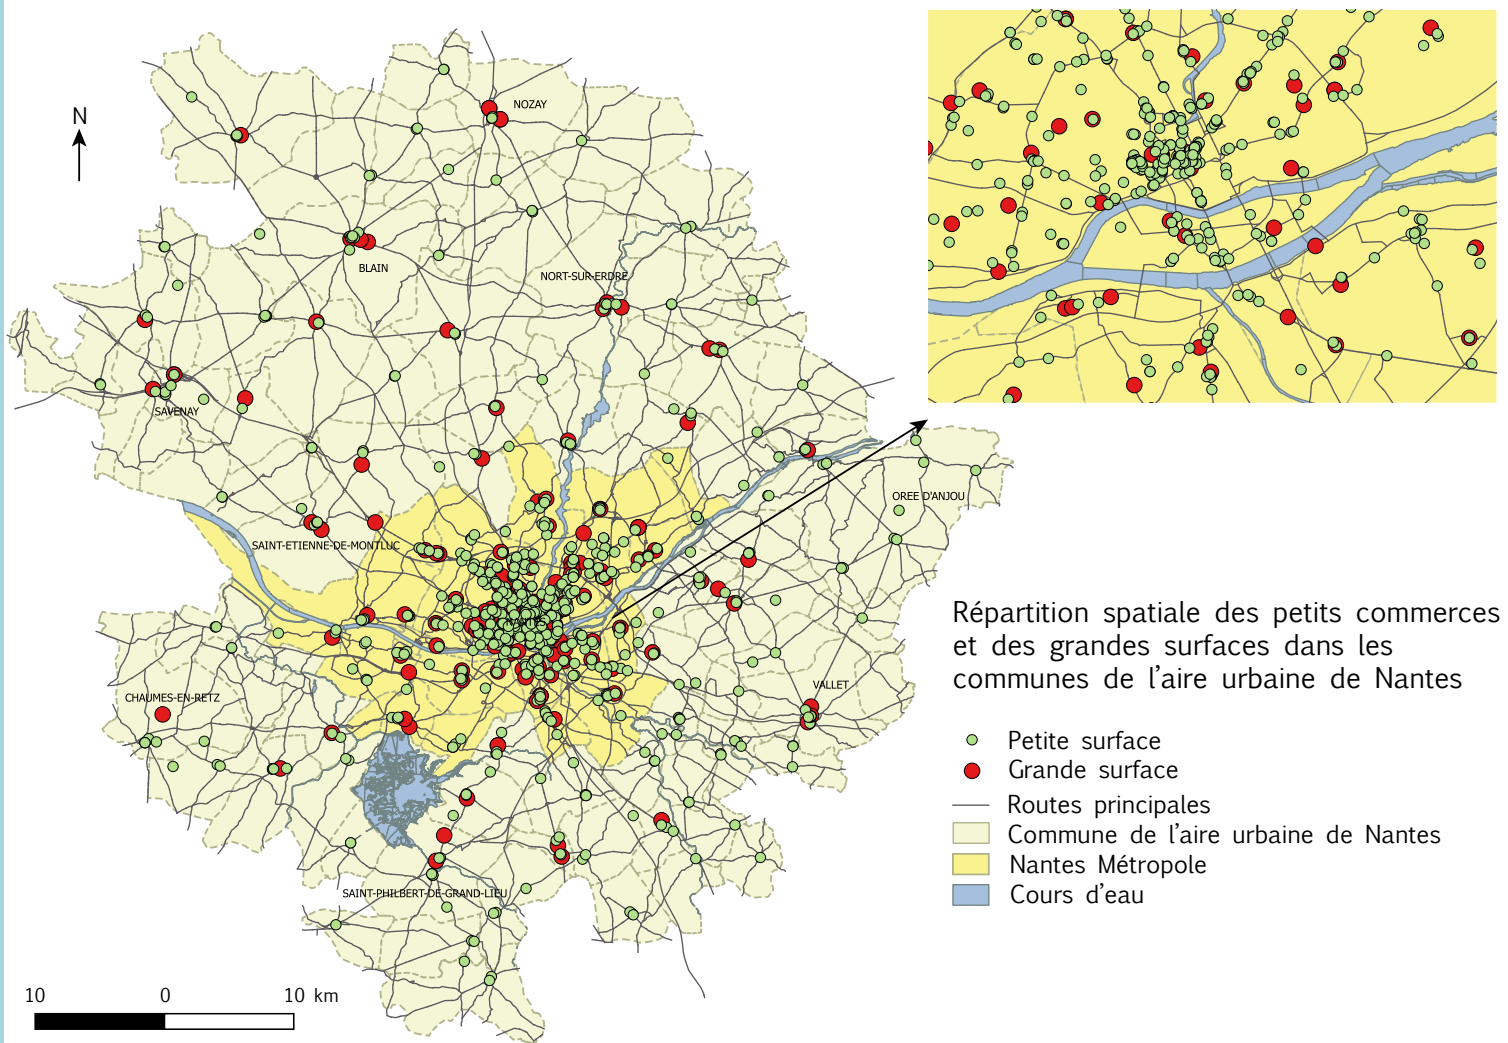 N
NOZAY
BLAIN
NORT-SUR-ERDRE
SAVENAY
OREE D'ANJOU
SAINT-ETIENNE-DE-MONTLUC
NANTES
CHAUMES-EN-RETZ
VALLET
SAINT-PHILBERT-DE-GRAND-LIEU
Répartition spatiale des petits commerces
et des grandes surfaces dans les
communes de l'aire urbaine de Nantes
Petite surface
Grande surface
Routes principales
Commune de l'aire urbaine de Nantes
Nantes Métropole
Cours d'eau
10 0 10 km